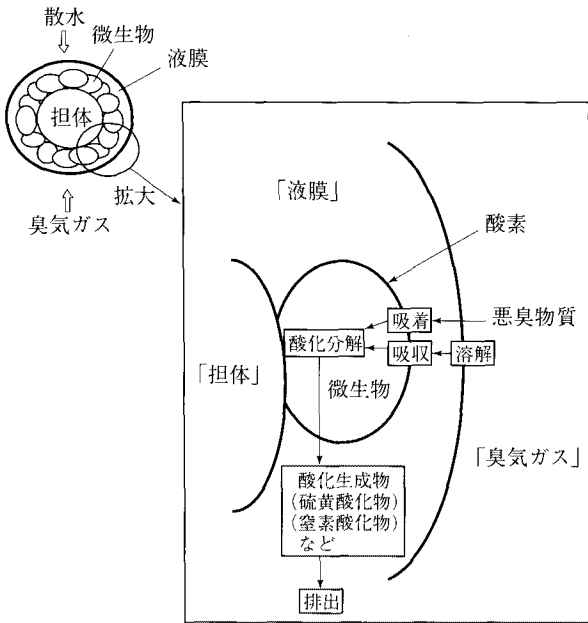 散水
微生物
液膜
担体
拡大
臭気ガス
「液膜」
酸素
吸着
悪臭物質
酸化分解
吸収
溶解
「担体」
微生物
「臭気ガス」
酸化生成物
(硫黄酸化物)
(窒素酸化物)
など
排出